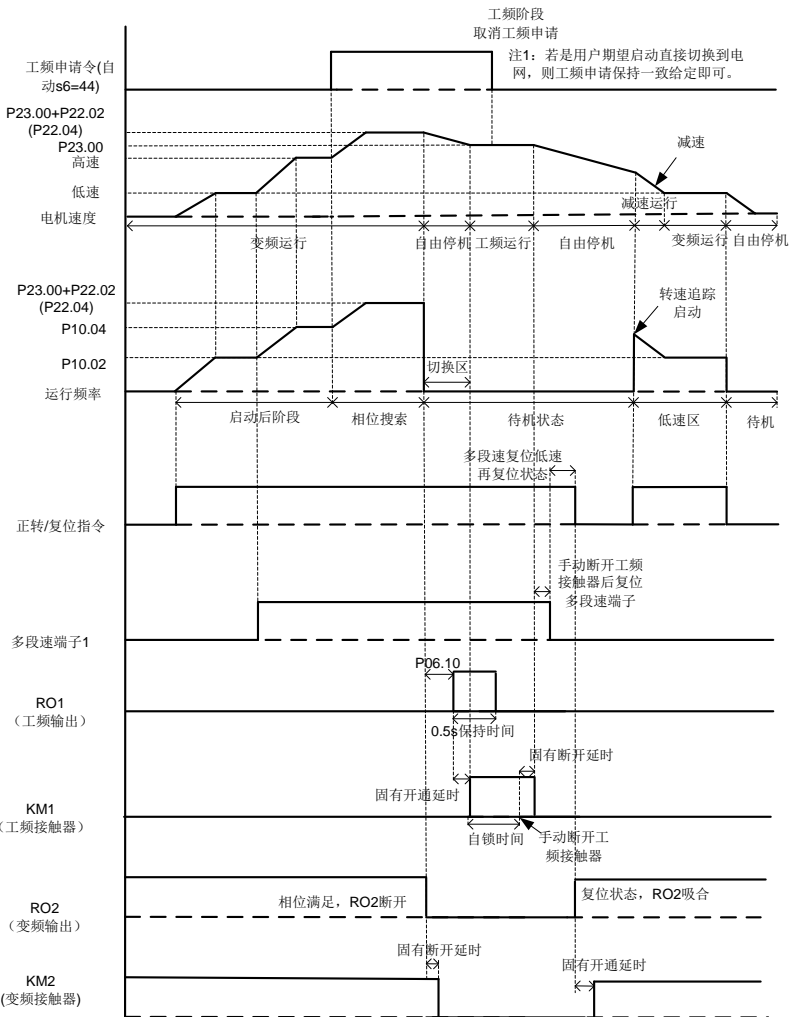 工频阶段
取消工频申请
注1：若是用户期望启动直接切换到电
网，则工频申请保持一致给定即可。
工频申请令(自
动s6=44)
P23.00+P22.02
(P22.04)
P23.00
高速
低速
电机速度
减速
减速运行
变频运行
自由停机
工频运行
自由停机
变频运行
自由停机
P23.00+P22.02
(P22.04)
P10.04
P10.02
运行频率
转速追踪
启动
切换区
启动后阶段
相位搜索
待机状态
低速区
待机
多段速复位低速
再复位状态
正转/复位指令
手动断开工频
接触器后复位
多段速端子
多段速端子1
P06.10
RO1
（工频输出）
0.5s保持时间
固有断开延时
固有开通延时
KM1
（工频接触器）
自锁时间
手动断开工
频接触器
RO2
（变频输出）
相位满足，RO2断开
复位状态，RO2吸合
固有断开延时
固有开通延时
KM2
(变频接触器)